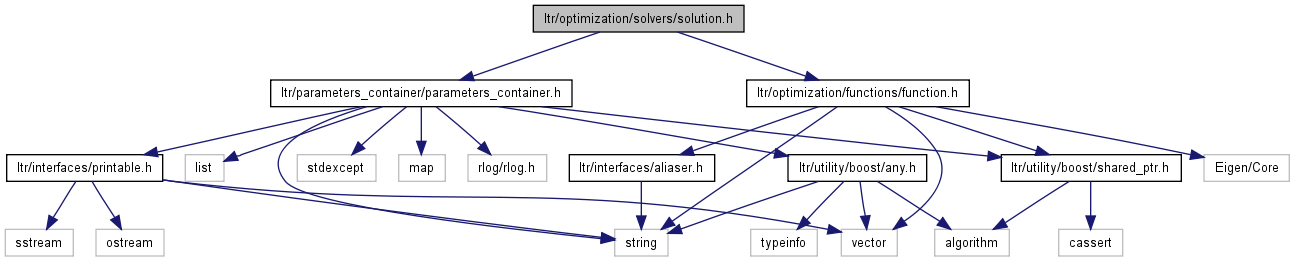 ltr/optimization/solvers/solution.h
ltr/parameters_container/parameters_container.h
ltr/optimization/functions/function.h
ltr/interfaces/printable.h
list
stdexcept
map
rlog/rlog.h
ltr/interfaces/aliaser.h
ltr/utility/boost/any.h
ltr/utility/boost/shared_ptr.h
Eigen/Core
sstream
ostream
string
typeinfo
vector
algorithm
cassert